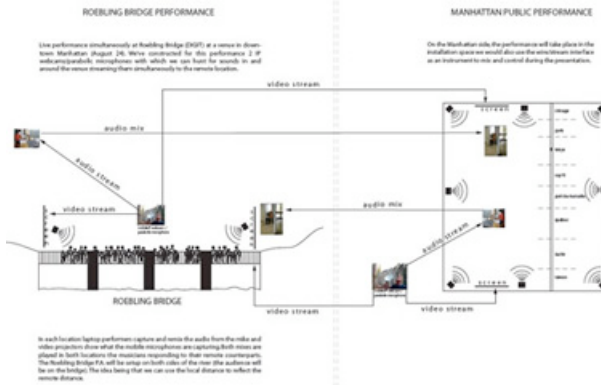 ROEBLING BRIDGE PERFORMANCE
MANHATTAN PUBLIC PERFORMANCE
Live performance simultaneously at Roebling Bridge (DIGIT) at a venue in down-
town Manhattan (August 24). We've constructed for this performance 2 IP
webcams/parabolic microphones with which we can hunt for sounds in and
around the venue streaming them simultaneously to the remote location.
On the Manhattan side, the performance will take place in the
installation space we would also use the wire/stream interface
as an instrument to mix and control during the presentation.
video stream
screen
audio mix
audio stream
video stream
audio mix
audio stream
screen
video stream
video stream
ROEBLING BRIDGE
In each location laptop performers capture and remix the audio from the mike and
video projectors show what the mobile microphones are capturing. Both mixes are
played in both locations the musicians responding to their remote counterparts.
The Roebling Bridge P.A. will be setup on both sides of the river (the audience will
be on the bridge). The idea being that we can use the local distance to reflect the
remote distance.